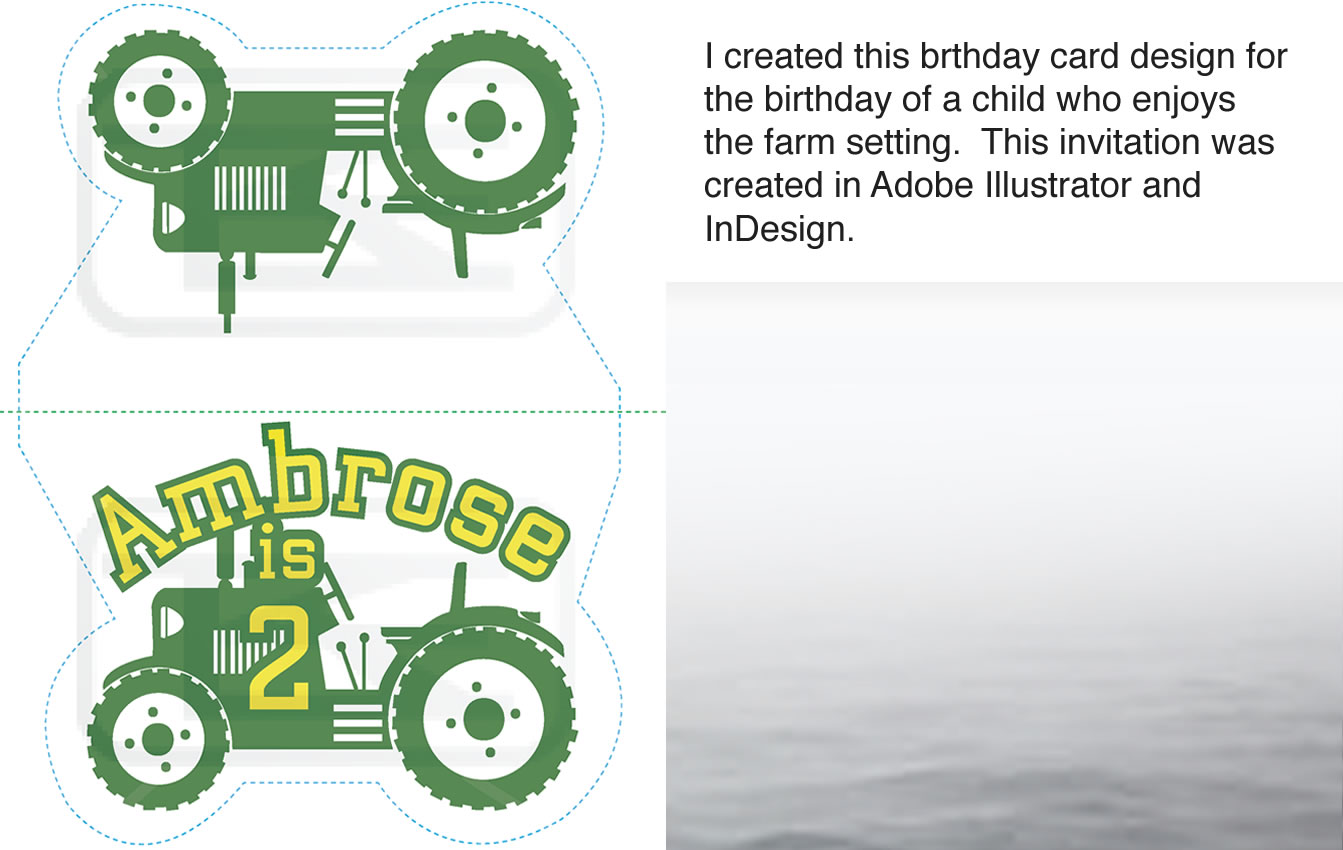 I created this brthday card design for
the birthday of a child who enjoys
the farm setting.  This invitation was
created in Adobe Illustrator and
InDesign.
Ambrose
is
2